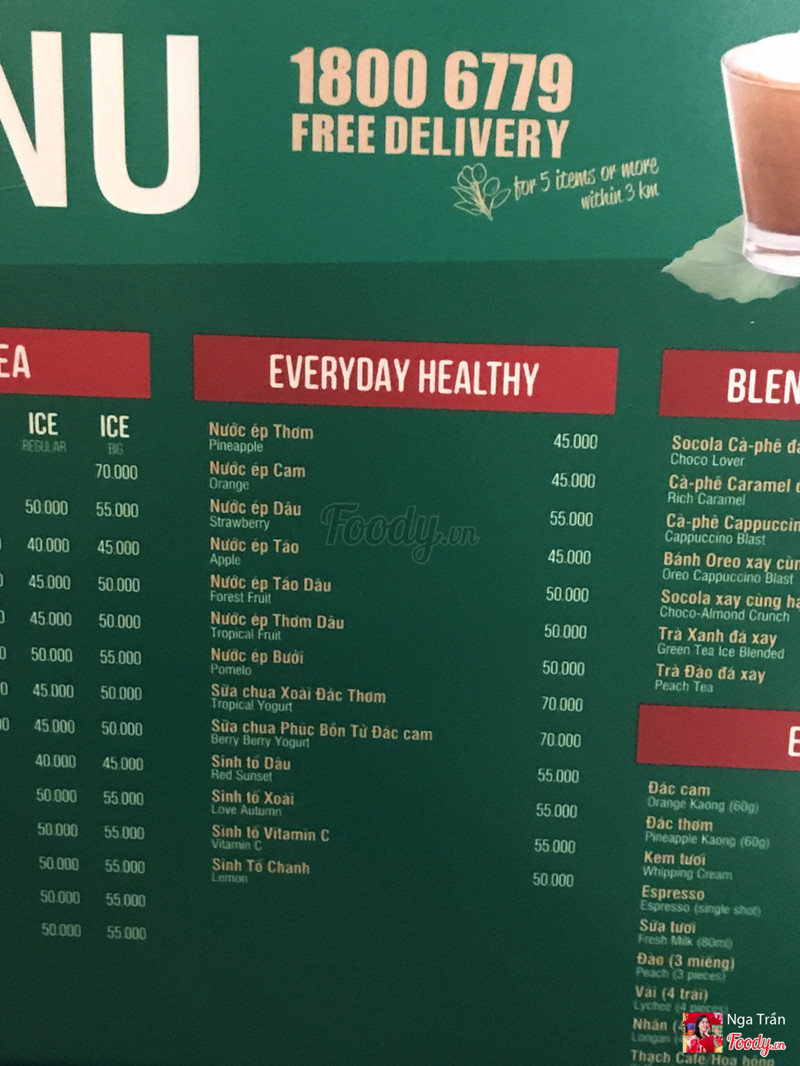 NU
1800 6779
FREE DELIVERY
for 5 items or more
within 3 km
EA
ICE ICE
REGULAR BIG
70.000
50.000 55.000
40.000 45.000
45.000 50.000
45.000 50.000
50.000 55.000
45.000 50.000
45.000 50.000
40.000 45.000
50.000 55.000
50.000 55.000
50.000 55.000
50.000 55.000
50.000 55.000
EVERYDAY HEALTHY
Nước ép Thơm 45.000
Pineapple
Nước ép Cam 45.000
Orange
Nước ép Dâu 55.000
Strawberry
Nước ép Táo 45.000
Apple
Nước ép Táo Dâu 50.000
Forest Fruit
Nước ép Thơm Dâu 50.000
Tropical Fruit
Nước ép Bưởi 50.000
Pomelo
Sữa chua Xoài Đác Thơm 70.000
Tropical Yogurt
Sữa chua Phúc Bồn Tử Đác cam 70.000
Berry Berry Yogurt
Sinh tố Dâu 55.000
Red Sunset
Sinh tố Xoài 55.000
Love Autumn
Sinh tố Vitamin C 55.000
Vitamin C
Sinh Tố Chanh 50.000
Lemon
BLEN
Socola Cà-phê đá
Choco Lover
Cà-phê Caramel
Rich Caramel
Cà-phê Cappuccin
Cappuccino Blast
Bánh Oreo xay cùn
Oreo Cappuccino Blast
Socola xay cùng hạ
Choco-Almond Crunch
Trà Xanh đá xay
Green Tea Ice Blended
Trà Đào đá xay
Peach Tea
E
Đác cam
Orange Kaong (60g)
Đác thơm
Pineapple Kaong (60g)
Kem tươi
Whipping Cream
Espresso
Espresso (single shot)
Sữa tươi
Fresh Milk (80ml)
Đào (3 miếng)
Peach (3 pieces)
Vải (4 trái)
Lychee (4 pieces)
Nhãn (4
Longan
Thạch Café/Hoa hồng
Foody.vn
Nga Trần
Foody.vn